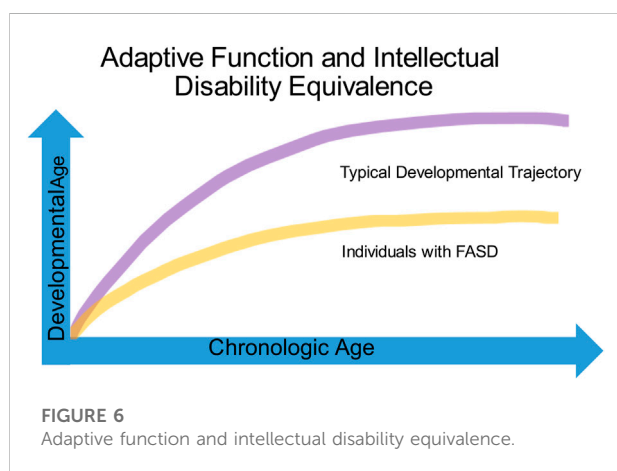 Adaptive Function and Intellectual
Disability Equivalence
DevelopmentalAge
Typical Developmental Trajectory
Individuals with FASD
Chronologic Age
FIGURE 6
Adaptive function and intellectual disability equivalence.